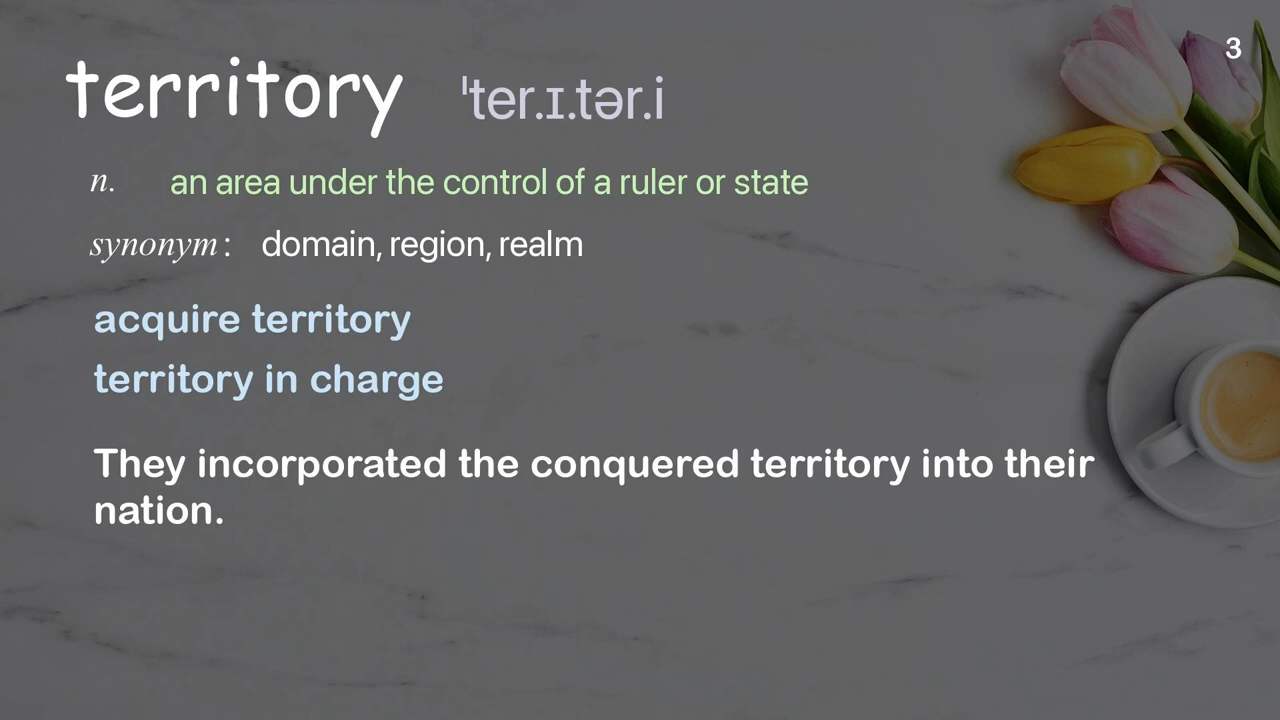 3
territory ˈter.ɪ.tər.i
n. an area under the control of a ruler or state
synonym: domain, region, realm
acquire territory
territory in charge
They incorporated the conquered territory into their
nation.